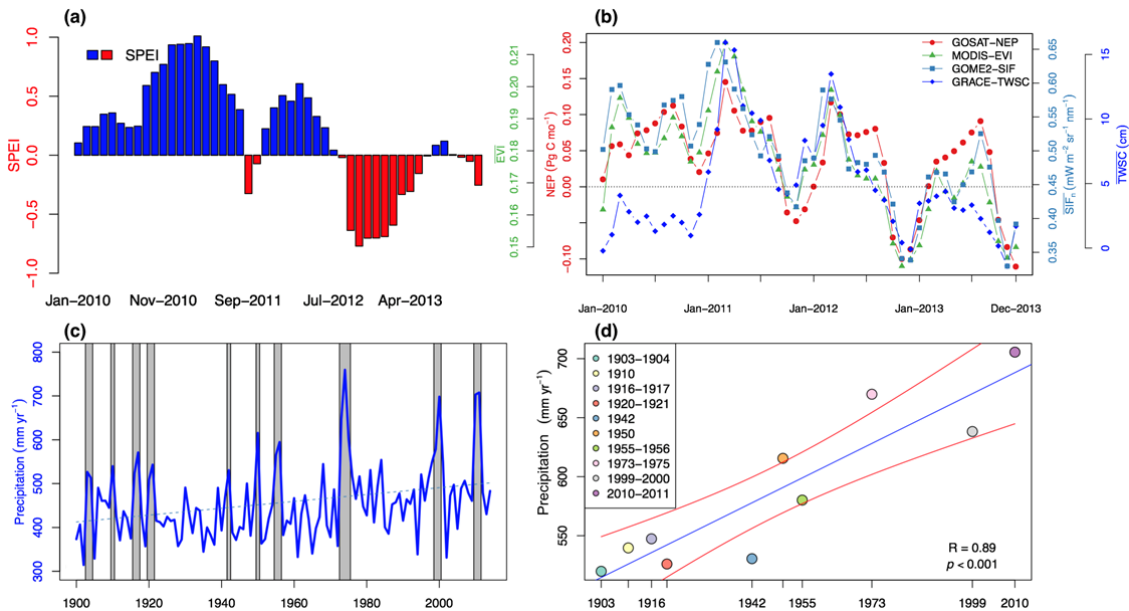 (a)
SPEI
SPEI
1.0
0.5
0.0
−0.5
−1.0
Jan−2010
Nov−2010
Sep−2011
Jul−2012
Apr−2013
EVI
0.21
0.20
0.19
0.18
0.17
0.16
0.15
(b)
NEP (Pg C mo⁻¹)
0.20
0.15
0.10
0.05
0.00
−0.10
GOSAT−NEP
MODIS−EVI
GOME2−SIF
GRACE−TWSC
Jan−2010
Jan−2011
Jan−2012
Jan−2013
Dec−2013
0.65
0.60
0.55
0.50
0.45
0.40
0.35
SIFn (mW m⁻² sr⁻¹ nm⁻¹)
15
10
5
0
TWSC (cm)
(c)
Precipitation (mm yr⁻¹)
800
700
600
500
400
300
1900
1920
1940
1960
1980
2000
(d)
Precipitation (mm yr⁻¹)
700
650
600
550
1903−1904
1910
1916−1917
1920−1921
1942
1950
1955−1956
1973−1975
1999−2000
2010−2011
R = 0.89
p < 0.001
1903
1916
1942
1955
1973
1999
2010